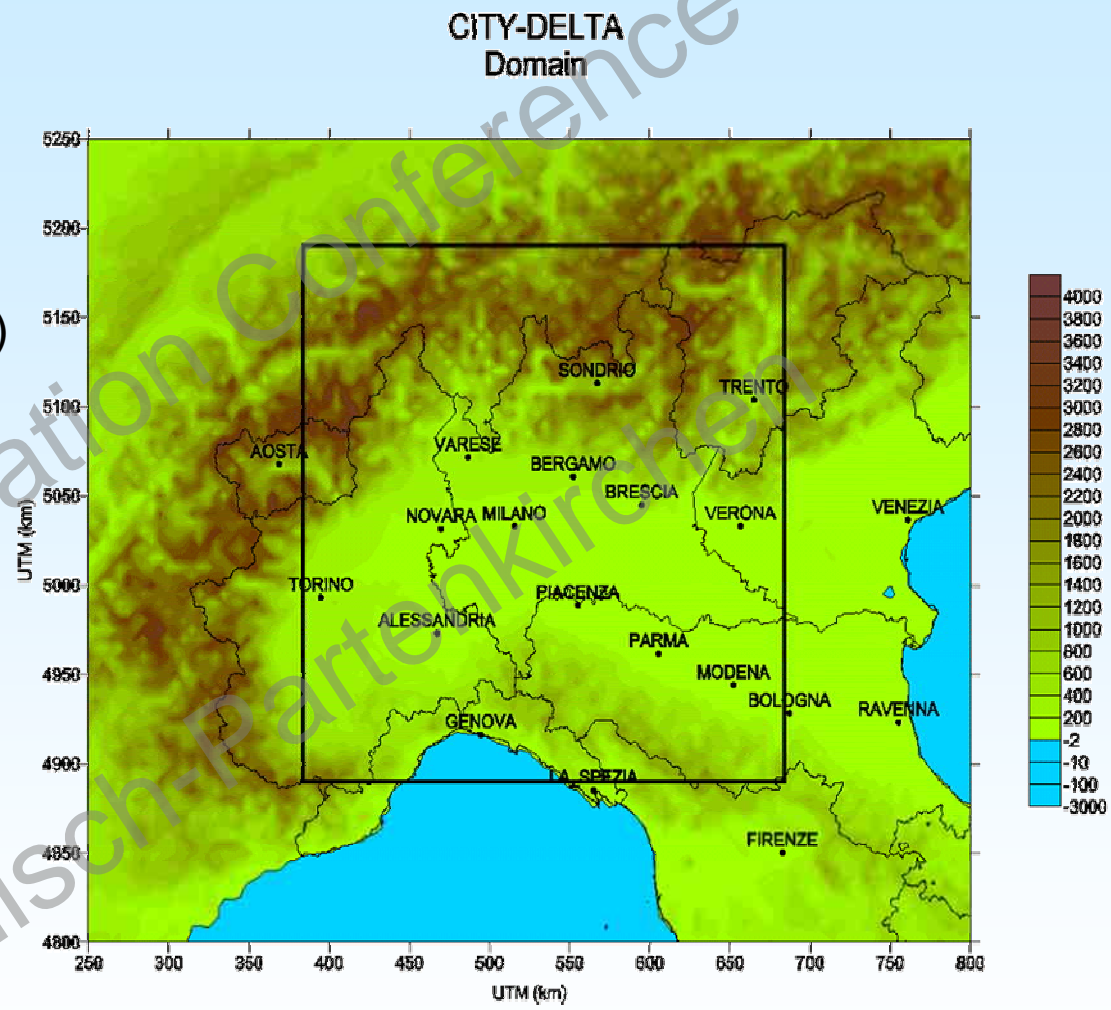 CITY-DELTA
Domain
5250
5200
5150
5100
5050
5000
4950
4900
4850
4800
UTM (km)
)
SONDRIO
TRENTO
AOSTA
VARESE
BERGAMO
BRESCIA
NOVARA MILANO
VERONA
VENEZIA
TORINO
PIACENZA
ALESSANDRIA
PARMA
MODENA
BOLOGNA
RAVENNA
GENOVA
LA SPEZIA
FIRENZE
250 300 350 400 450 500 550 600 650 700 750 800
UTM (km)
4000
3800
3600
3400
3200
3000
2800
2600
2400
2200
2000
1800
1600
1400
1200
1000
800
600
400
200
-2
-10
-100
-3000
ation Conference
isch-Partenkirchen